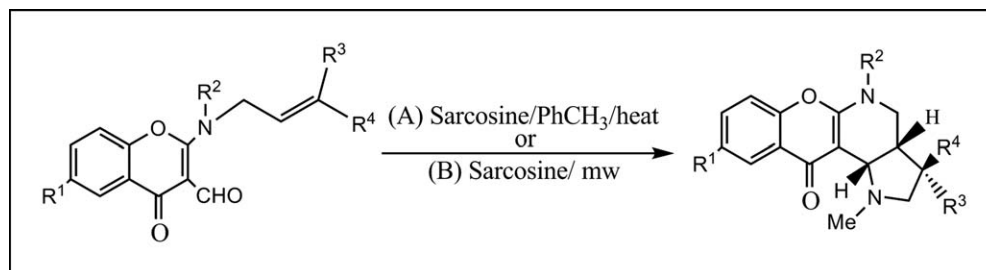 R³
R²
N
R⁴
O
R¹
CHO
O
(A) Sarcosine/PhCH₃/heat
or
(B) Sarcosine/ mw
R²
N
O
H
R⁴
R¹
O
H
N
R³
Me